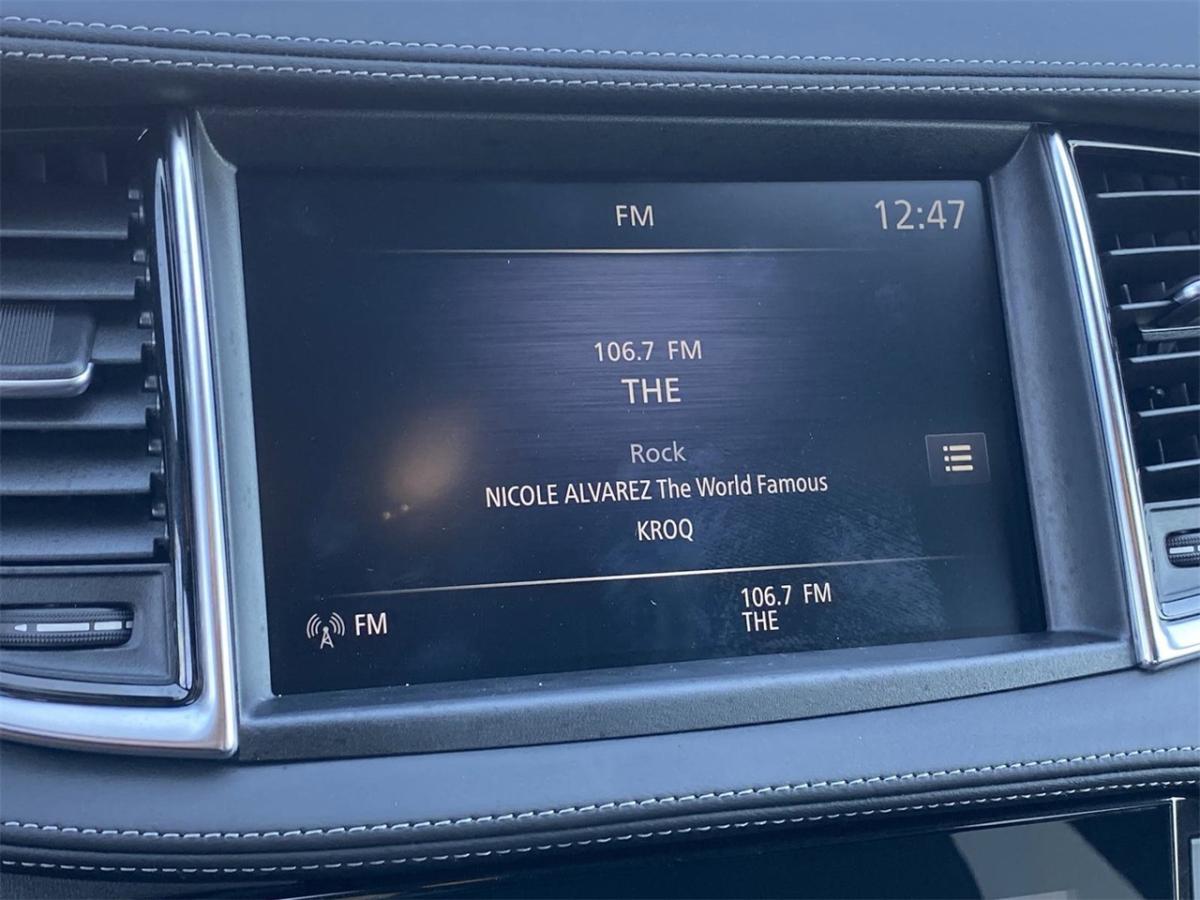 FM
12:47
106.7 FM
THE
Rock
NICOLE ALVAREZ The World Famous
KROQ
FM
106.7 FM
THE